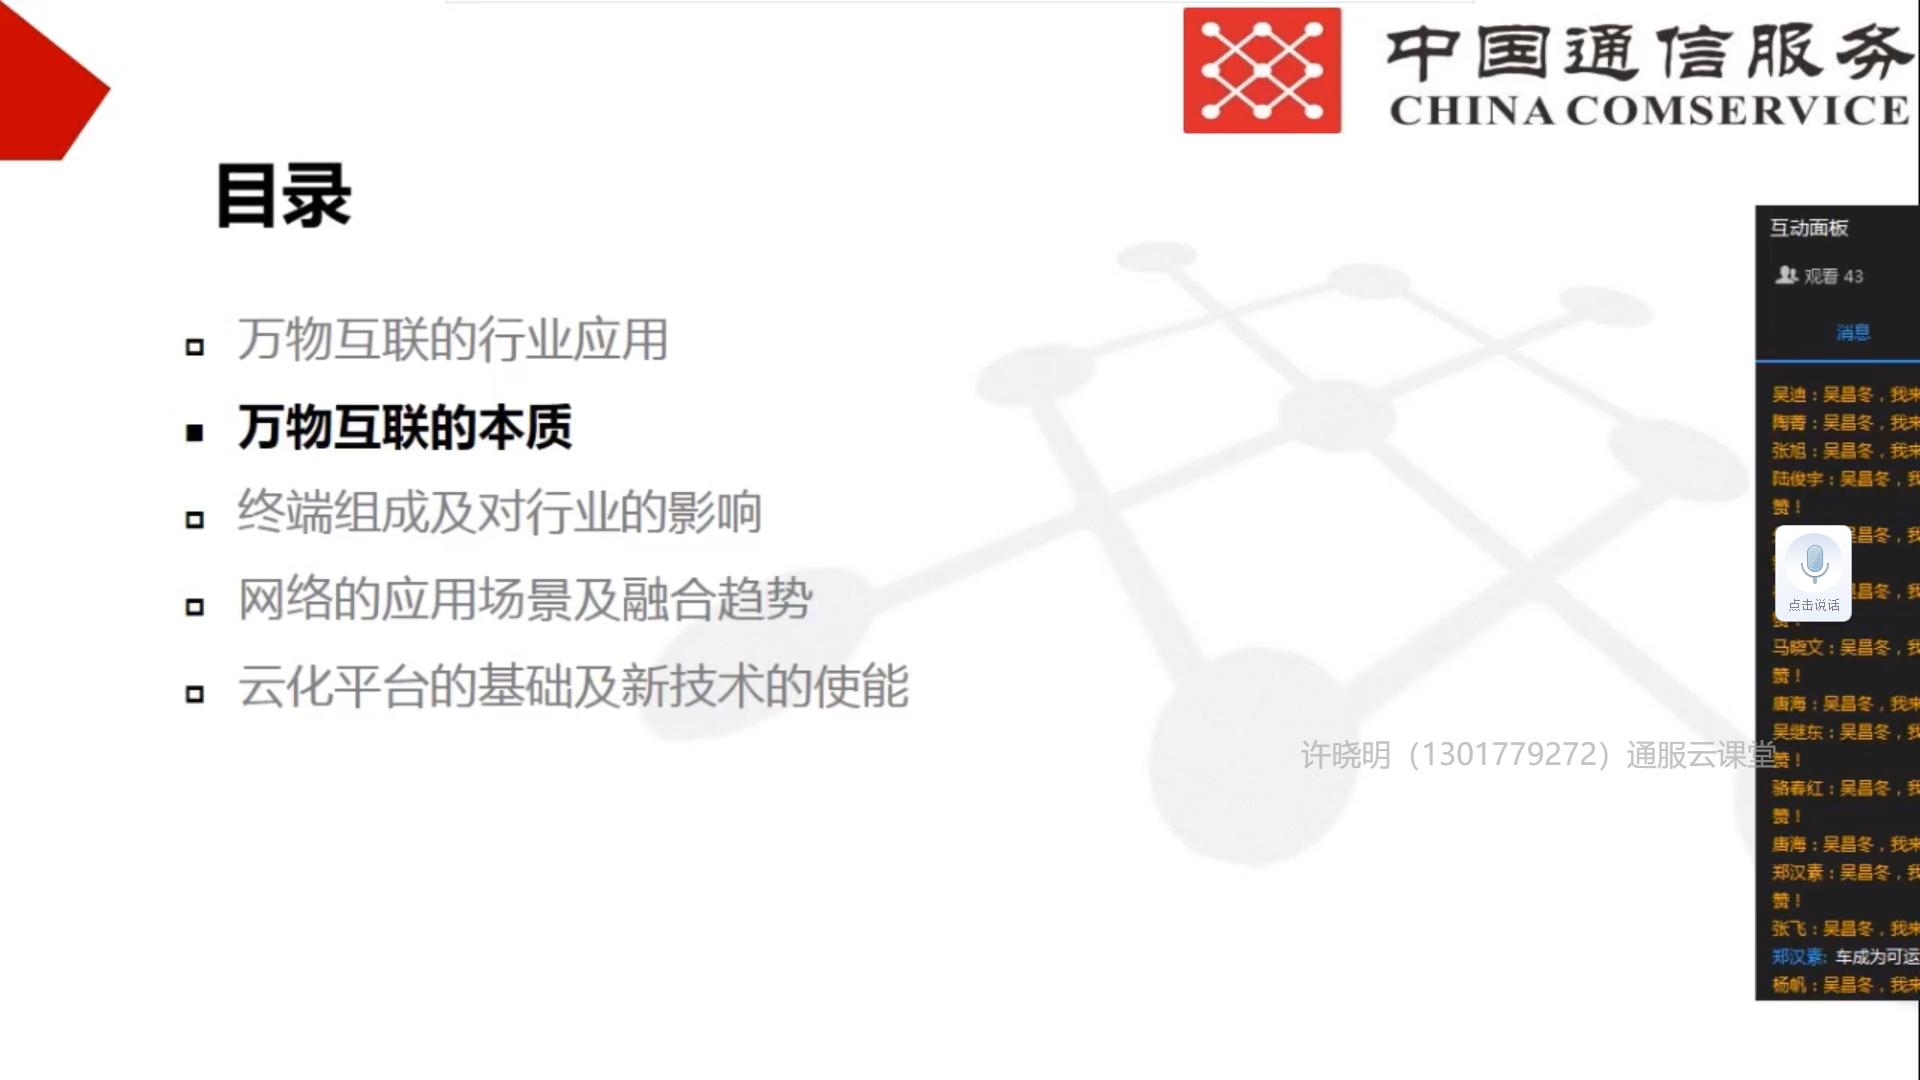 中国通信服务
CHINA COMSERVICE
目录
万物互联的行业应用
万物互联的本质
终端组成及对行业的影响
网络的应用场景及融合趋势
云化平台的基础及新技术的使能
许晓明（1301779272）通服云课堂
互动面板
观看 43
消息
吴迪：吴昌冬，我来
陶菁：吴昌冬，我来
张旭：吴昌冬，我来
陆俊宇：吴昌冬，我
赞！
昌冬，我
点击说话
昌冬，我
赞！
马晓文：吴昌冬，我
赞！
唐海：吴昌冬，我来
吴继东：吴昌冬，我
赞！
骆春红：吴昌冬，我
赞！
唐海：吴昌冬，我来
郑汉素：吴昌冬，我
赞！
张飞：吴昌冬，我来
郑汉素: 车成为可运
杨帆：吴昌冬，我来